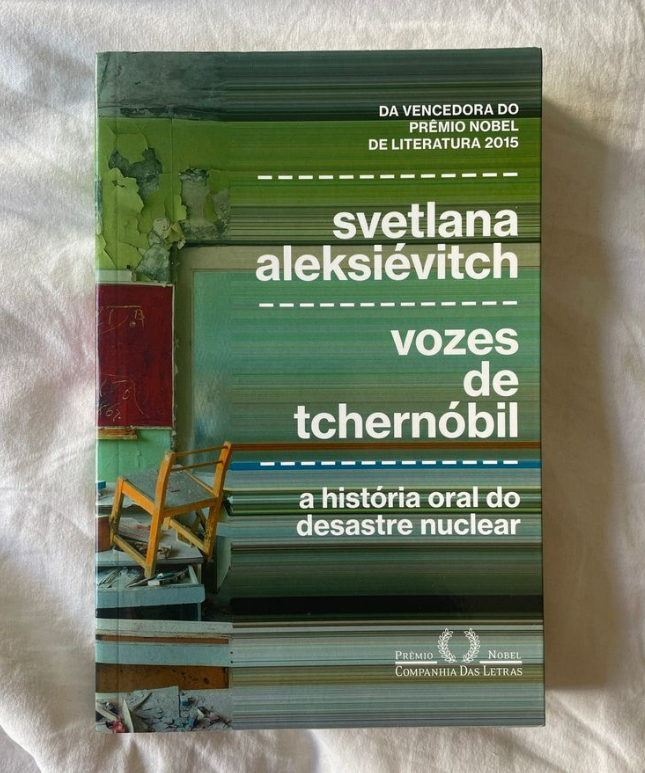 DA VENCEDORA DO
PRÊMIO NOBEL
DE LITERATURA 2015
svetlana
aleksiévitch
vozes
de
tchernóbil
a história oral do
desastre nuclear
PRÊMIO NOBEL
COMPANHIA DAS LETRAS